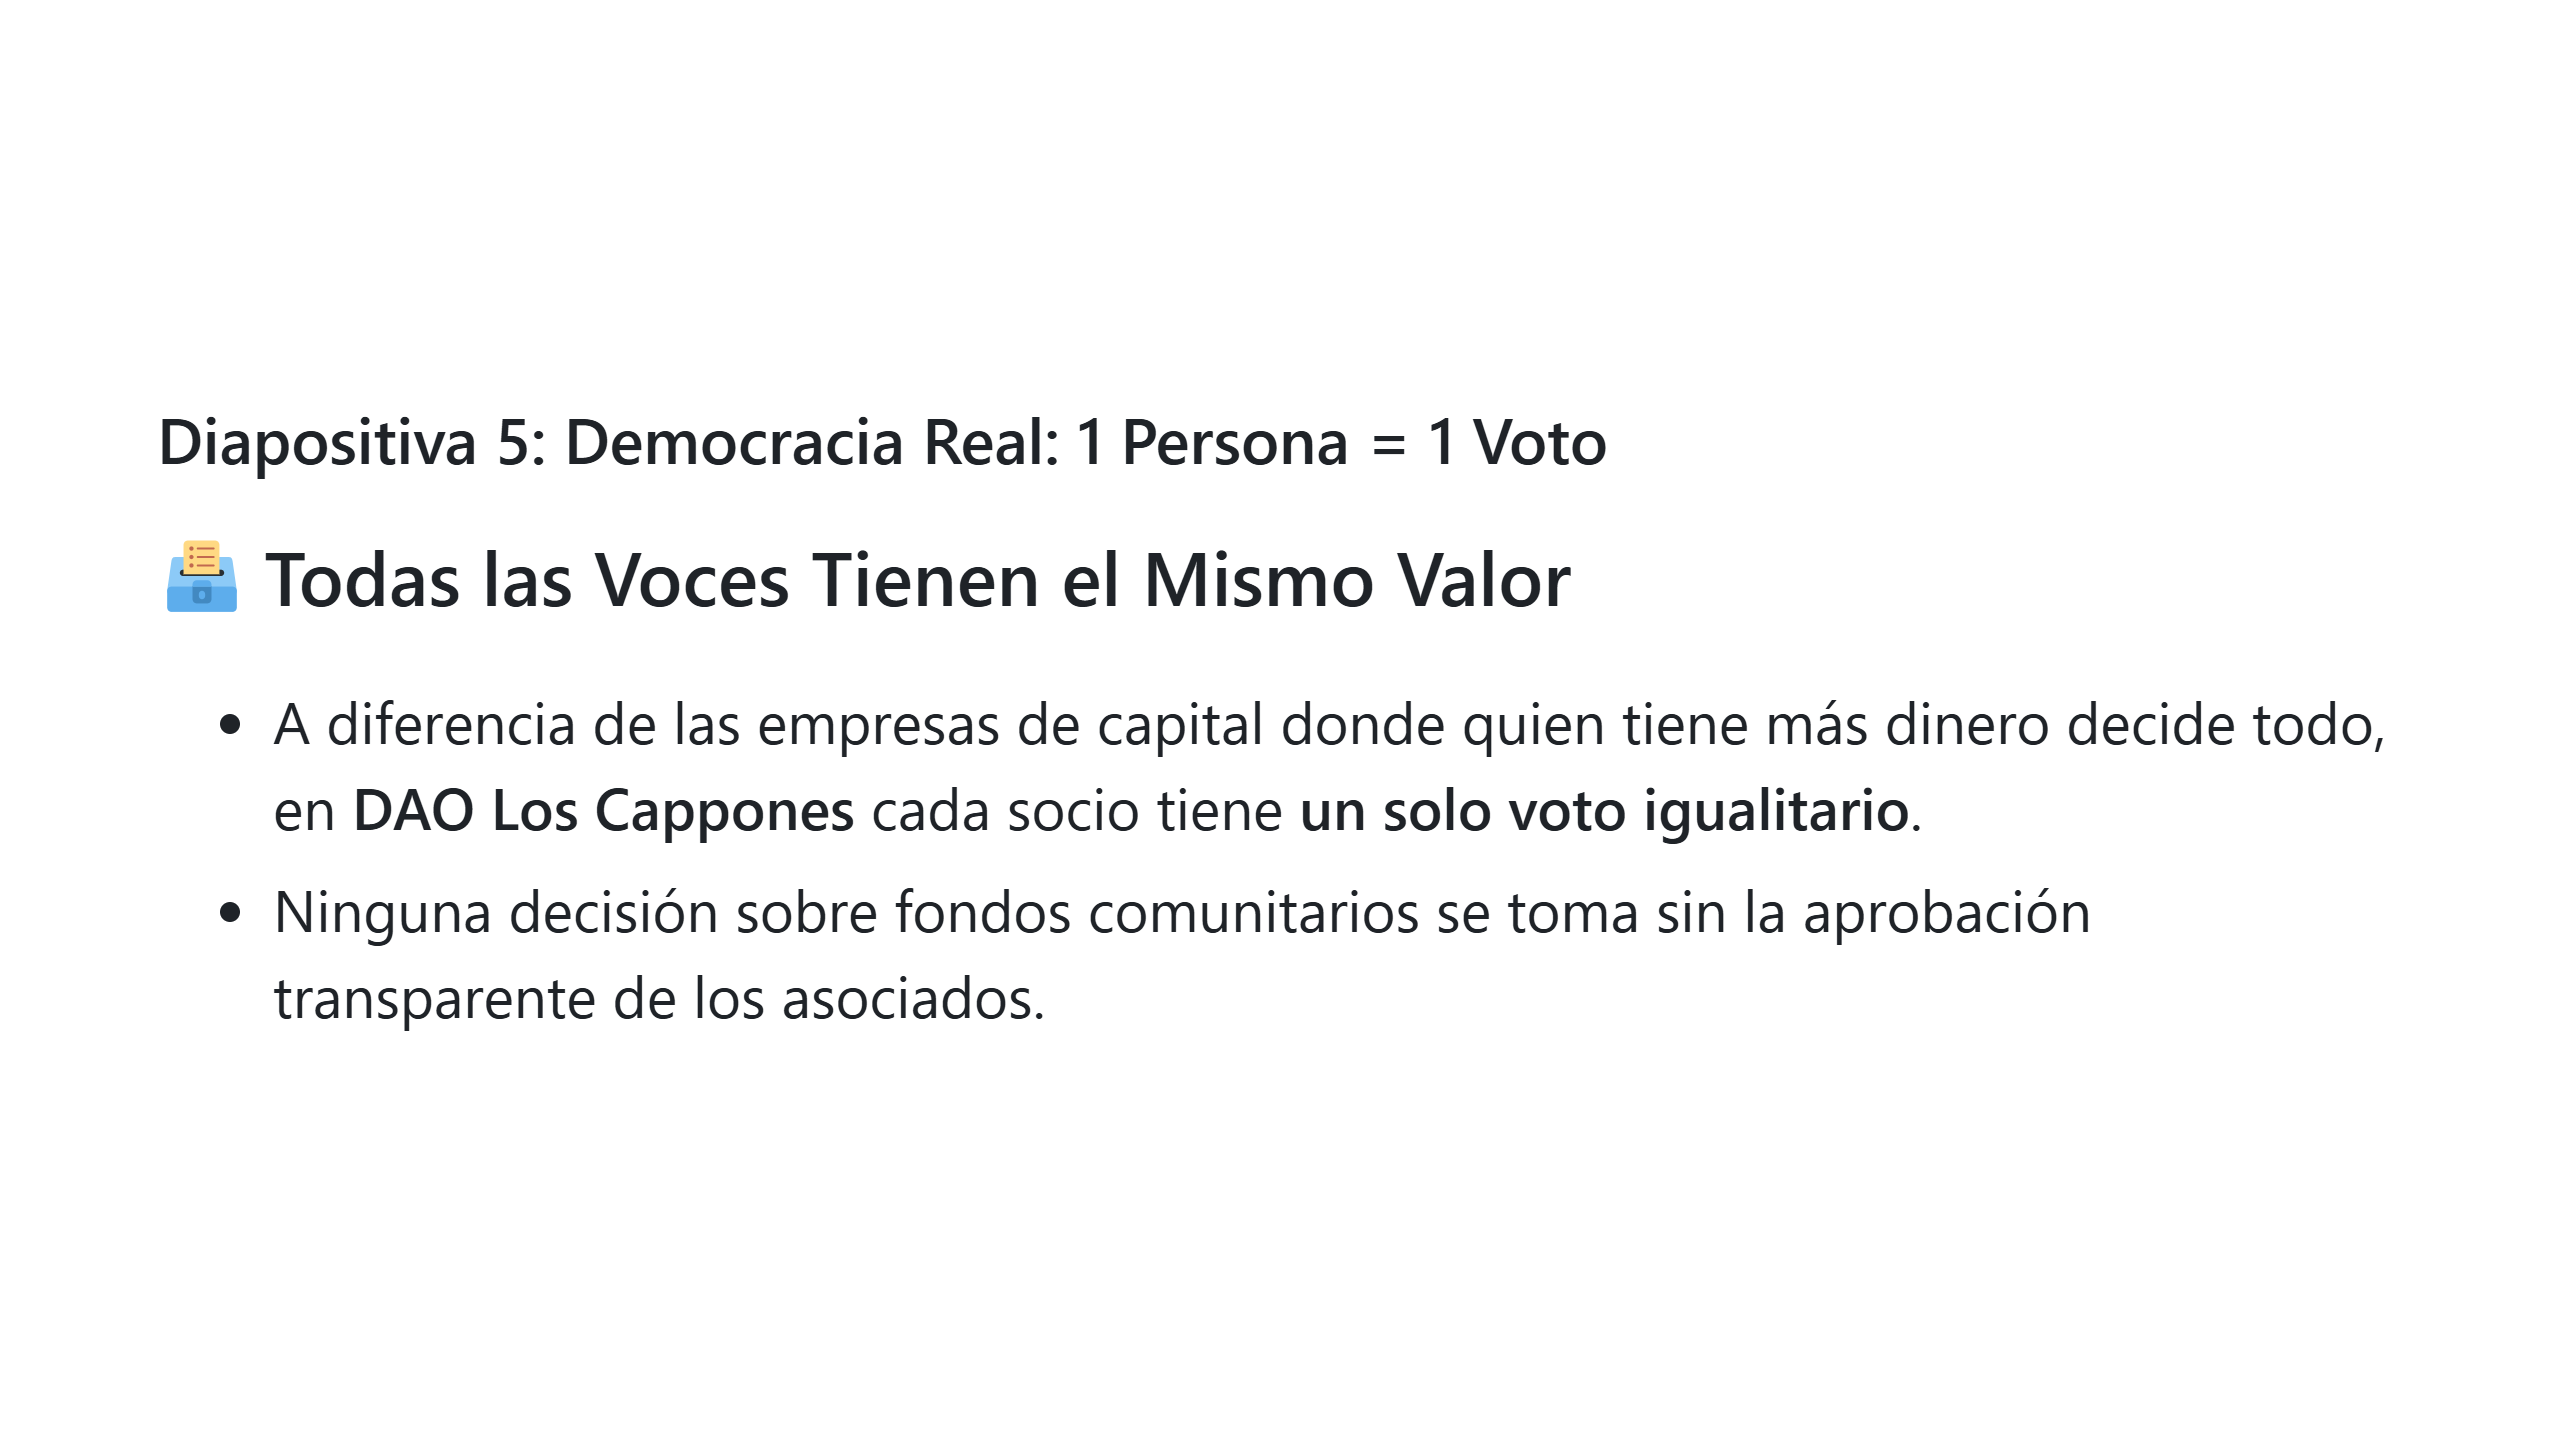 Diapositiva 5: Democracia Real: 1 Persona = 1 Voto
Todas las Voces Tienen el Mismo Valor
• A diferencia de las empresas de capital donde quien tiene más dinero decide todo,
en DAO Los Cappones cada socio tiene un solo voto igualitario.
• Ninguna decisión sobre fondos comunitarios se toma sin la aprobación
transparente de los asociados.